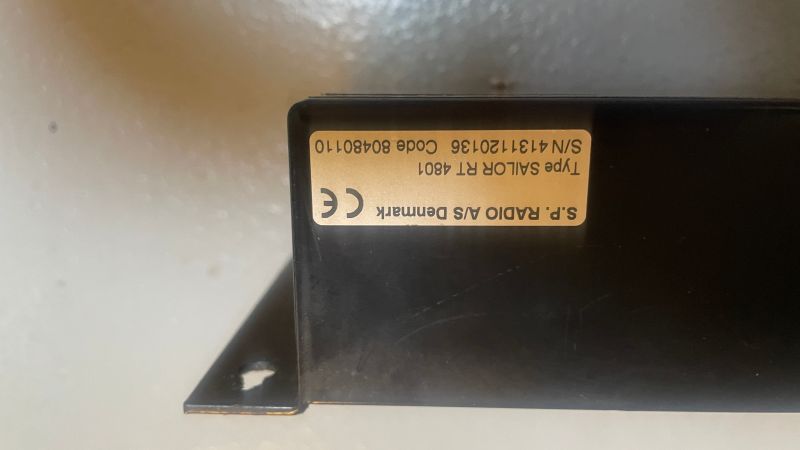 S.P. RADIO A/S Denmark CE
Type SAILOR RT 4801
S/N 4131120136 Code 80480110